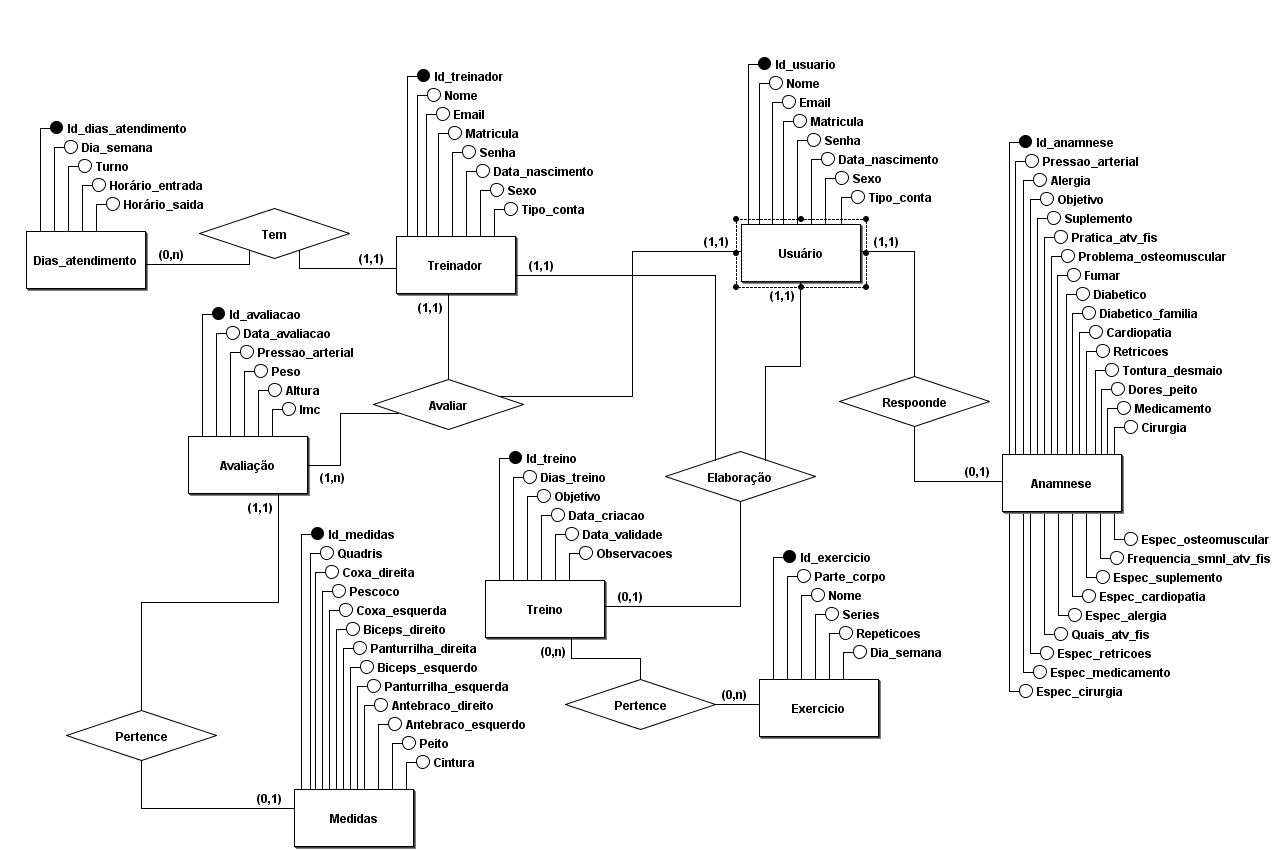 Id_dias_atendimento
Dia_semana
Turno
Horário_entrada
Horário_saida
Dias_atendimento
(0,n)
Tem
(1,1)
Id_treinador
Nome
Email
Matricula
Senha
Data_nascimento
Sexo
Tipo_conta
Treinador
(1,1)
(1,1)
Id_usuario
Nome
Email
Matricula
Senha
Data_nascimento
Sexo
Tipo_conta
(1,1)
Usuário
(1,1)
(1,1)
Id_anamnese
Pressao_arterial
Alergia
Objetivo
Suplemento
Pratica_atv_fis
Problema_osteomuscular
Fumar
Diabetico
Diabetico_familia
Cardiopatia
Retricoes
Tontura_desmaio
Dores_peito
Medicamento
Cirurgia
Respoonde
(0,1)
Anamnese
Espec_osteomuscular
Frequencia_smnl_atv_fis
Espec_suplemento
Espec_cardiopatia
Espec_alergia
Quais_atv_fis
Espec_retricoes
Espec_medicamento
Espec_cirurgia
Id_avaliacao
Data_avaliacao
Pressao_arterial
Peso
Altura
Imc
Avaliar
Avaliação
(1,n)
(1,1)
Id_treino
Dias_treino
Objetivo
Data_criacao
Data_validade
Observacoes
Elaboração
Treino
(0,1)
(0,n)
Id_exercicio
Parte_corpo
Nome
Series
Repeticoes
Dia_semana
Pertence
(0,n)
Exercicio
Id_medidas
Quadris
Coxa_direita
Pescoco
Coxa_esquerda
Biceps_direito
Panturrilha_direita
Biceps_esquerdo
Panturrilha_esquerda
Antebraco_direito
Antebraco_esquerdo
Peito
Cintura
Pertence
(0,1)
Medidas